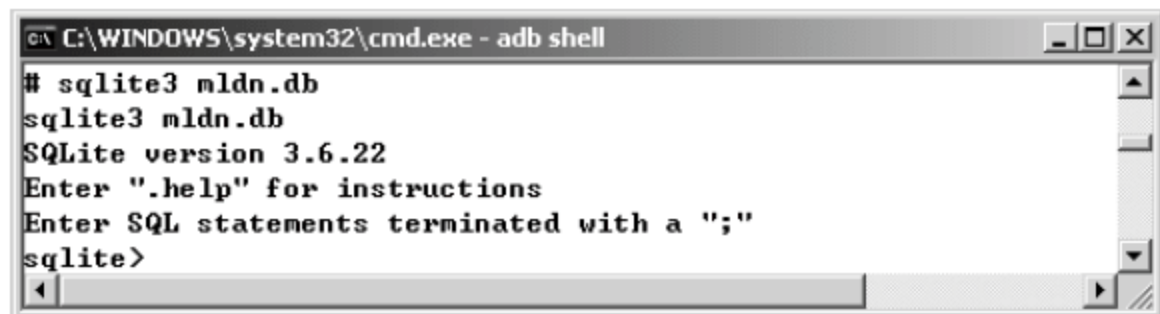 C:\WINDOWS\system32\cmd.exe - adb shell
# sqlite3 mldn.db
sqlite3 mldn.db
SQLite version 3.6.22
Enter ".help" for instructions
Enter SQL statements terminated with a ";"
sqlite>